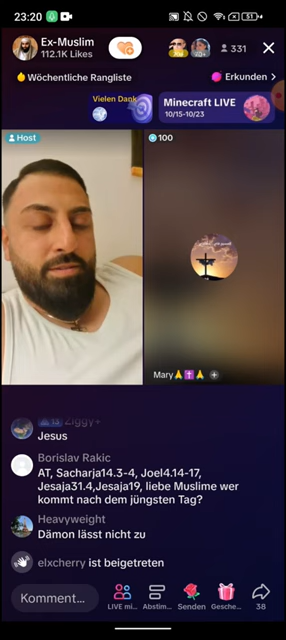 23:20
51
Ex-Muslim
112.1K Likes
331
Wöchentliche Rangliste
Erkunden >
Vielen Dank
Minecraft LIVE
10/15-10/23
Host
100
Mary🙏✝️🙏
Ziggy+
Jesus
Borislav Rakic
AT, Sacharja14.3-4, Joel4.14-17,
Jesaja31.4,Jesaja19, liebe Muslime wer
kommt nach dem jüngsten Tag?
Heavyweight
Dämon lässt nicht zu
elxcherry ist beigetreten
Komment...
LIVE mi...
Abstim...
Senden
Gesche...
38